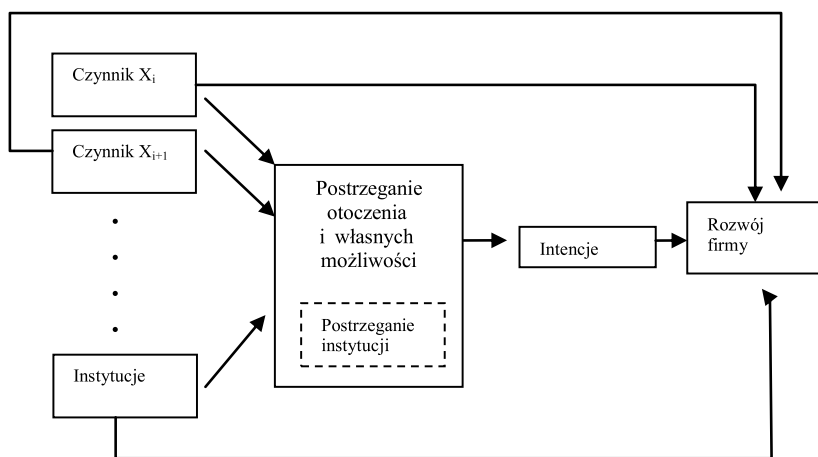 Czynnik Xi
Czynnik Xi+1
Postrzeganie
otoczenia
i własnych
możliwości
Postrzeganie
instytucji
Instytucje
Intencje
Rozwój
firmy